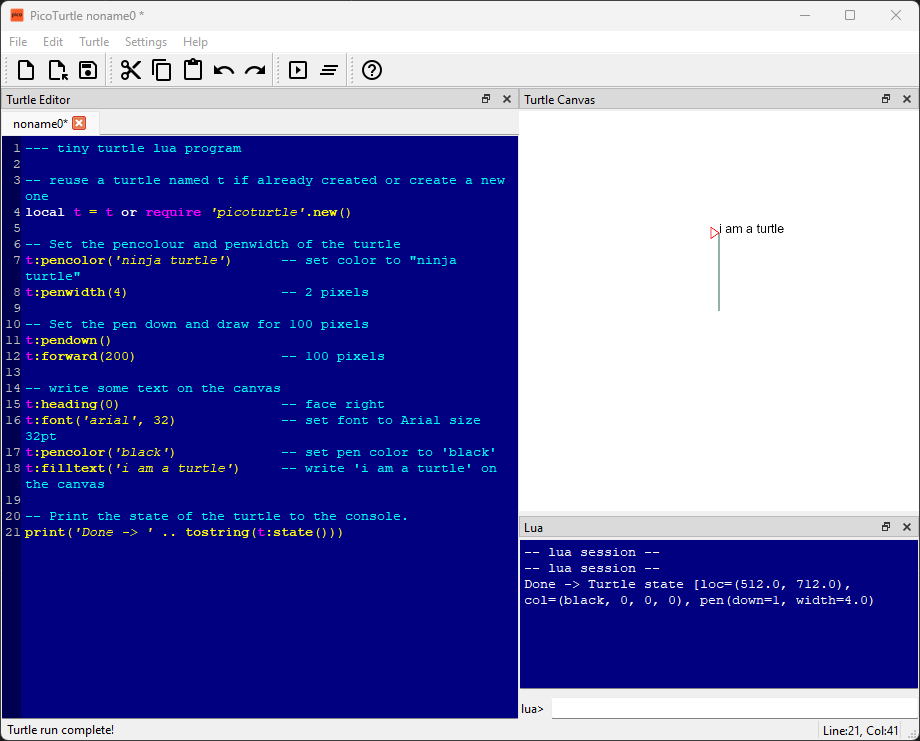 pico PicoTurtle noname0 *
File Edit Turtle Settings Help
Turtle Editor
noname0*
1 --- tiny turtle lua program
2
3 -- reuse a turtle named t if already created or create a new
one
4 local t = t or require 'picoturtle'.new()
5
6 -- Set the pencolour and penwidth of the turtle
7 t:pencolor('ninja turtle') -- set color to "ninja
turtle"
8 t:penwidth(4) -- 2 pixels
9
10 -- Set the pen down and draw for 100 pixels
11 t:pendown()
12 t:forward(200) -- 100 pixels
13
14 -- write some text on the canvas
15 t:heading(0) -- face right
16 t:font('arial', 32) -- set font to Arial size
32pt
17 t:pencolor('black') -- set pen color to 'black'
18 t:filltext('i am a turtle') -- write 'i am a turtle' on
the canvas
19
20 -- Print the state of the turtle to the console.
21 print('Done -> ' .. tostring(t:state()))
Turtle Canvas
i am a turtle
Lua
-- lua session --
-- lua session --
Done -> Turtle state [loc=(512.0, 712.0),
col=(black, 0, 0, 0), pen(down=1, width=4.0)
lua>
Turtle run complete!
Line:21, Col:41